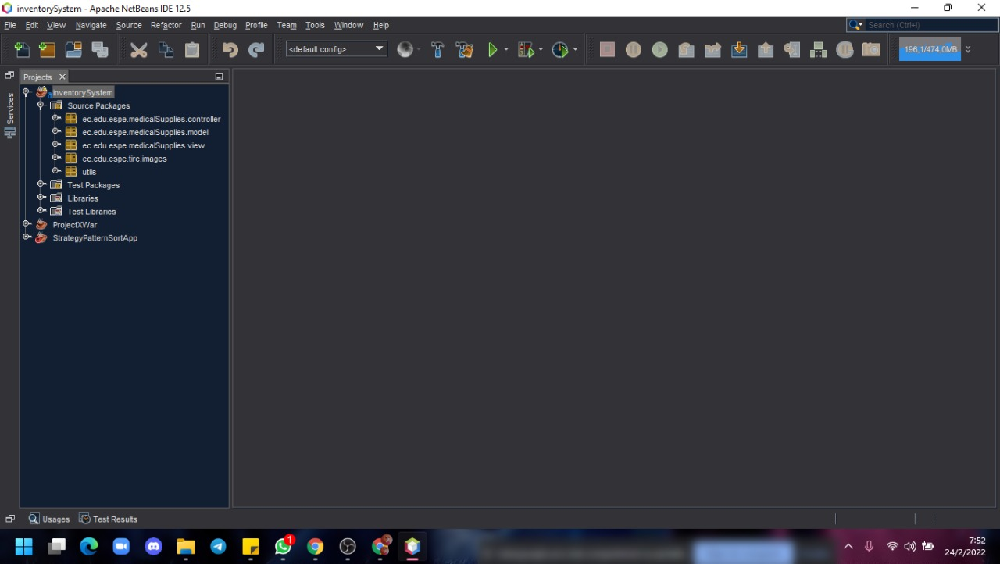 inventorySystem - Apache NetBeans IDE 12.5
File Edit View Navigate Source Refactor Run Debug Profile Team Tools Window Help
Search (Ctrl+I)
<default config>
196,1/474,0MB
Projects
Services
inventorySystem
Source Packages
ec.edu.espe.medicalSupplies.controller
ec.edu.espe.medicalSupplies.model
ec.edu.espe.medicalSupplies.view
ec.edu.espe.tire.images
utils
Test Packages
Libraries
Test Libraries
ProjectXWar
StrategyPatternSortApp
Usages Test Results
1
7:52
24/2/2022